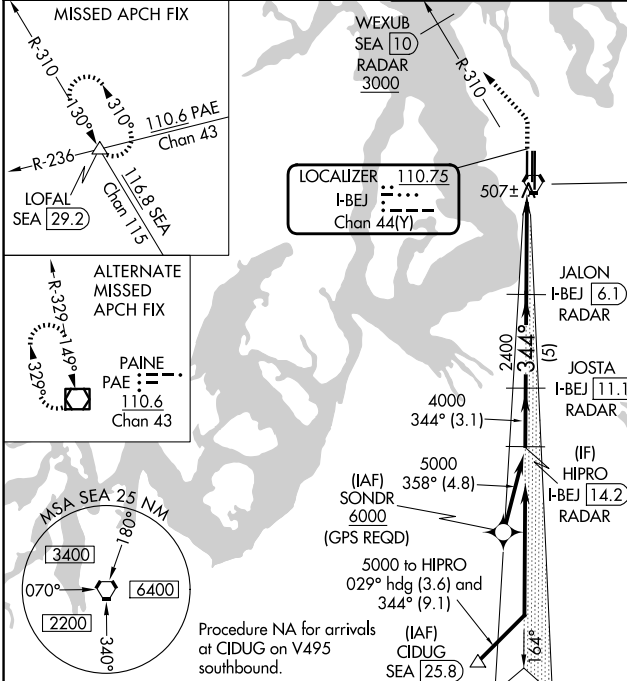 MISSED APCH FIX
R-310
130°
310°
110.6 PAE
Chan 43
R-236
LOFAL
SEA 29.2
116.8 SEA
Chan 115
ALTERNATE
MISSED
APCH FIX
R-329
149°
329°
PAINE
PAE
110.6
Chan 43
MSA SEA 25 NM
180°
3400
070°
6400
2200
340°
Procedure NA for arrivals
at CIDUG on V495
southbound.
WEXUB
SEA 10
RADAR
3000
R-310
LOCALIZER 110.75
I-BEJ
Chan 44(Y)
507±
JALON
I-BEJ 6.1
RADAR
2400
344°
(5)
JOSTA
I-BEJ 11.1
RADAR
4000
344° (3.1)
(IF)
HIPRO
I-BEJ 14.2
RADAR
5000
358° (4.8)
(IAF)
SONDR
6000
(GPS REQD)
5000 to HIPRO
029° hdg (3.6) and
344° (9.1)
(IAF)
CIDUG
SEA 25.8
164°